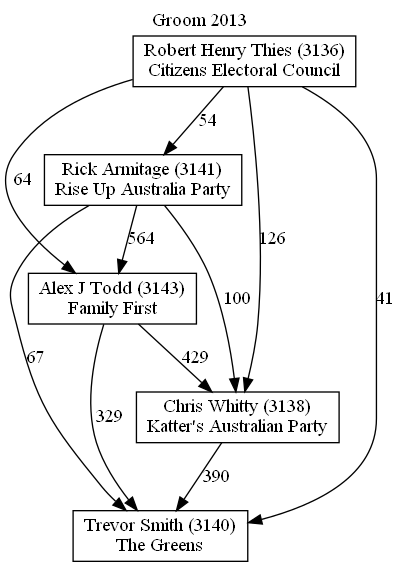 Groom 2013
Robert Henry Thies (3136)
Citizens Electoral Council
54
Rick Armitage (3141)
Rise Up Australia Party
64
564
126
Alex J Todd (3143)
Family First
100
41
67
429
329
Chris Whitty (3138)
Katter's Australian Party
390
Trevor Smith (3140)
The Greens